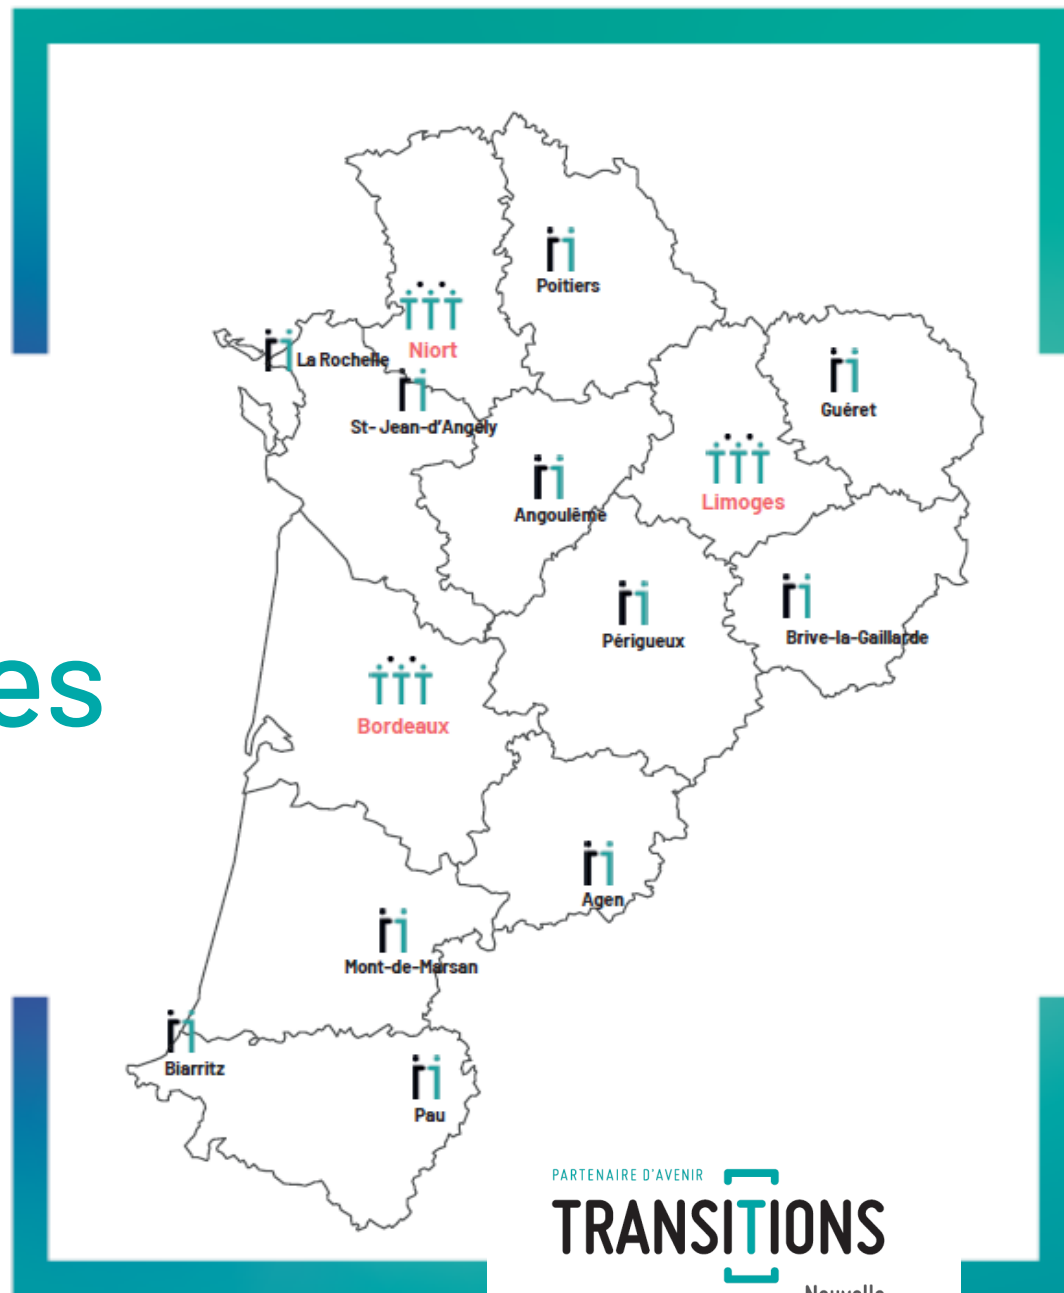 Poitiers
Niort
La Rochelle
St-Jean-d'Angély
Guéret
Limoges
Angoulême
Périgueux
Brive-la-Gaillarde
es
Bordeaux
Agen
Mont-de-Marsan
Biarritz
Pau
PARTENAIRE D'AVENIR
TRANSITIONS
Nouvelle